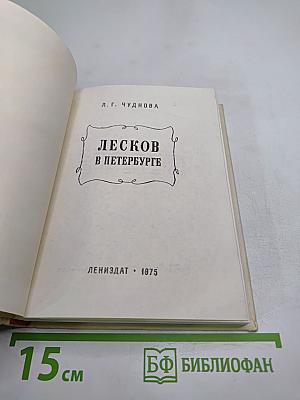 Л. Г. ЧУДНОВА
ЛЕСКОВ
В ПЕТЕРБУРГЕ
ЛЕНИЗДАТ • 1975
15 см
БФ БИБЛИОФАН